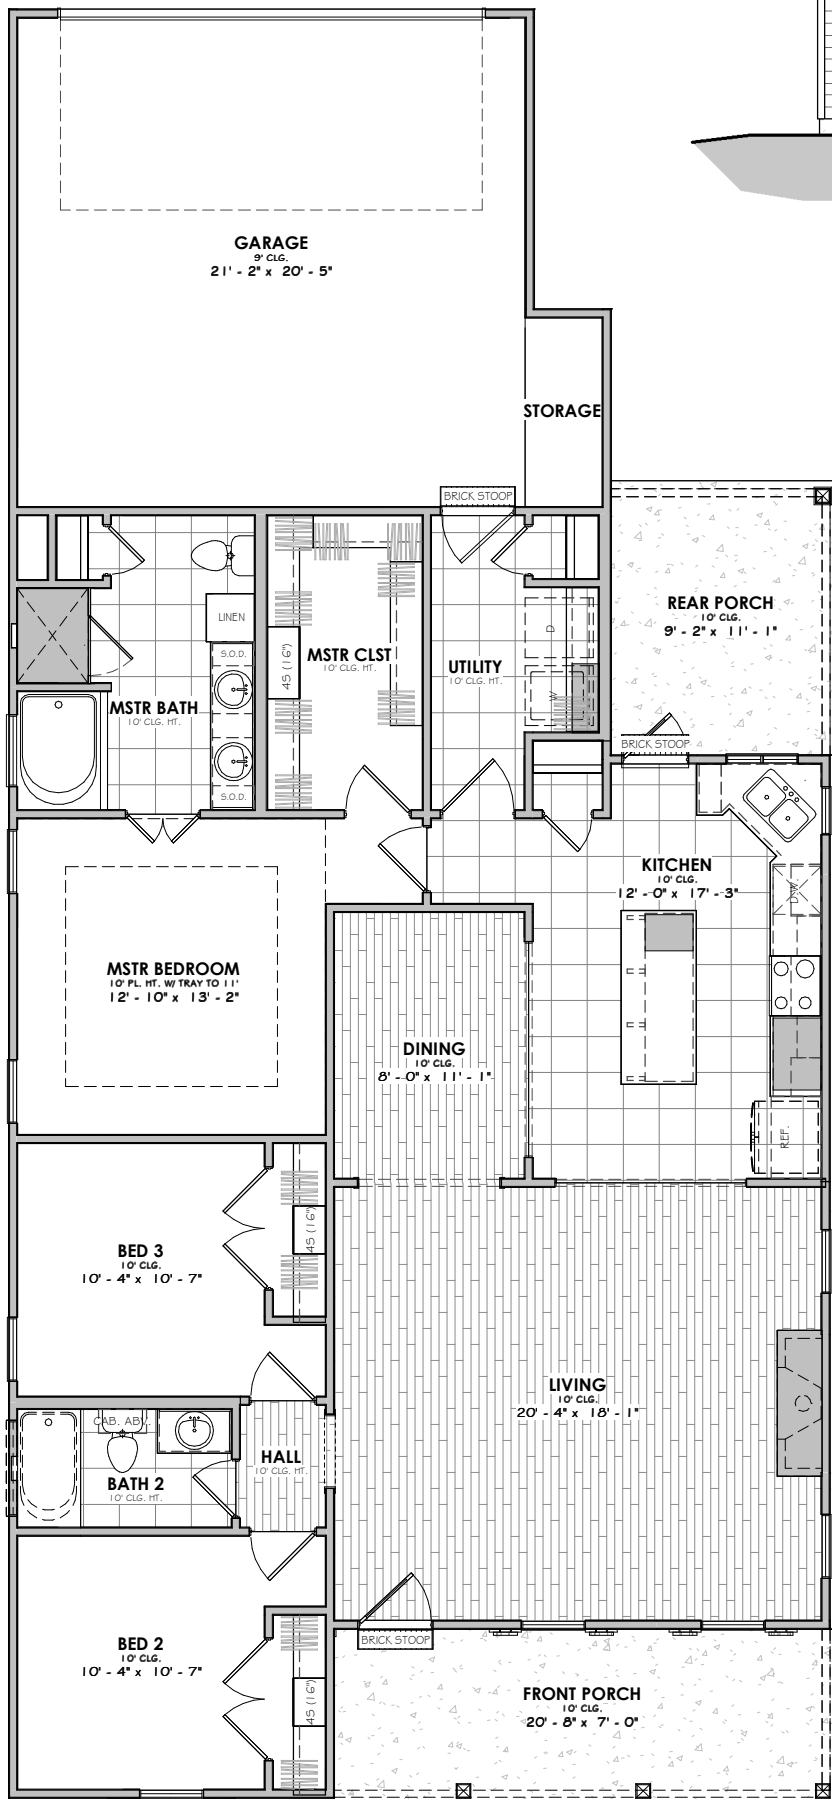 GARAGE
9' CLG.
21' - 2" x 20' - 5"
STORAGE
BRICK STOOP
REAR PORCH
10' CLG.
9' - 2" x 11' - 1"
LINEN
X
D
S.O.D.
4S (16")
MSTR CLST
10' CLG. HT.
UTILITY
10' CLG. HT.
W
MSTR BATH
10' CLG. HT.
S.O.D.
BRICK STOOP
KITCHEN
10' CLG.
12' - 0" x 17' - 3"
D.W.
MSTR BEDROOM
10' PL. HT. W/ TRAY TO 11'
12' - 10" x 13' - 2"
DINING
10' CLG.
8' - 0" x 11' - 1"
REF.
BED 3
10' CLG.
10' - 4" x 10' - 7"
4S (16")
LIVING
10' CLG.
20' - 4" x 18' - 1"
CAB. ABV.
HALL
10' CLG. HT.
BATH 2
10' CLG. HT.
BED 2
10' CLG.
10' - 4" x 10' - 7"
4S (16")
BRICK STOOP
FRONT PORCH
10' CLG.
20' - 8" x 7' - 0"